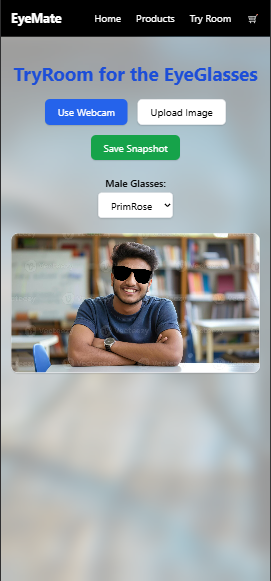 EyeMate Home Products Try Room
TryRoom for the EyeGlasses
Use Webcam Upload Image
Save Snapshot
Male Glasses:
PrimRose